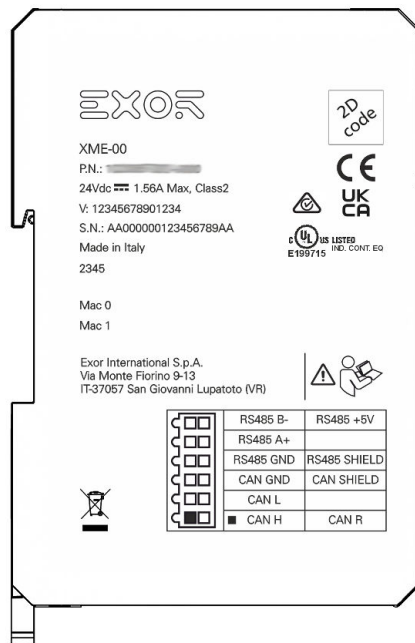 EXOR
2D
code
XME-00
P.N.:
24Vdc 1.56A Max, Class2
V: 12345678901234
S.N.: AA000000123456789AA
Made in Italy
2345
CE
UK
CA
C UL US LISTED
IND. CONT. EQ
E199715
Mac 0
Mac 1
Exor International S.p.A.
Via Monte Fiorino 9-13
IT-37057 San Giovanni Lupatoto (VR)
RS485 B- RS485 +5V
RS485 A+
RS485 GND RS485 SHIELD
CAN GND CAN SHIELD
CAN L
CAN H CAN R